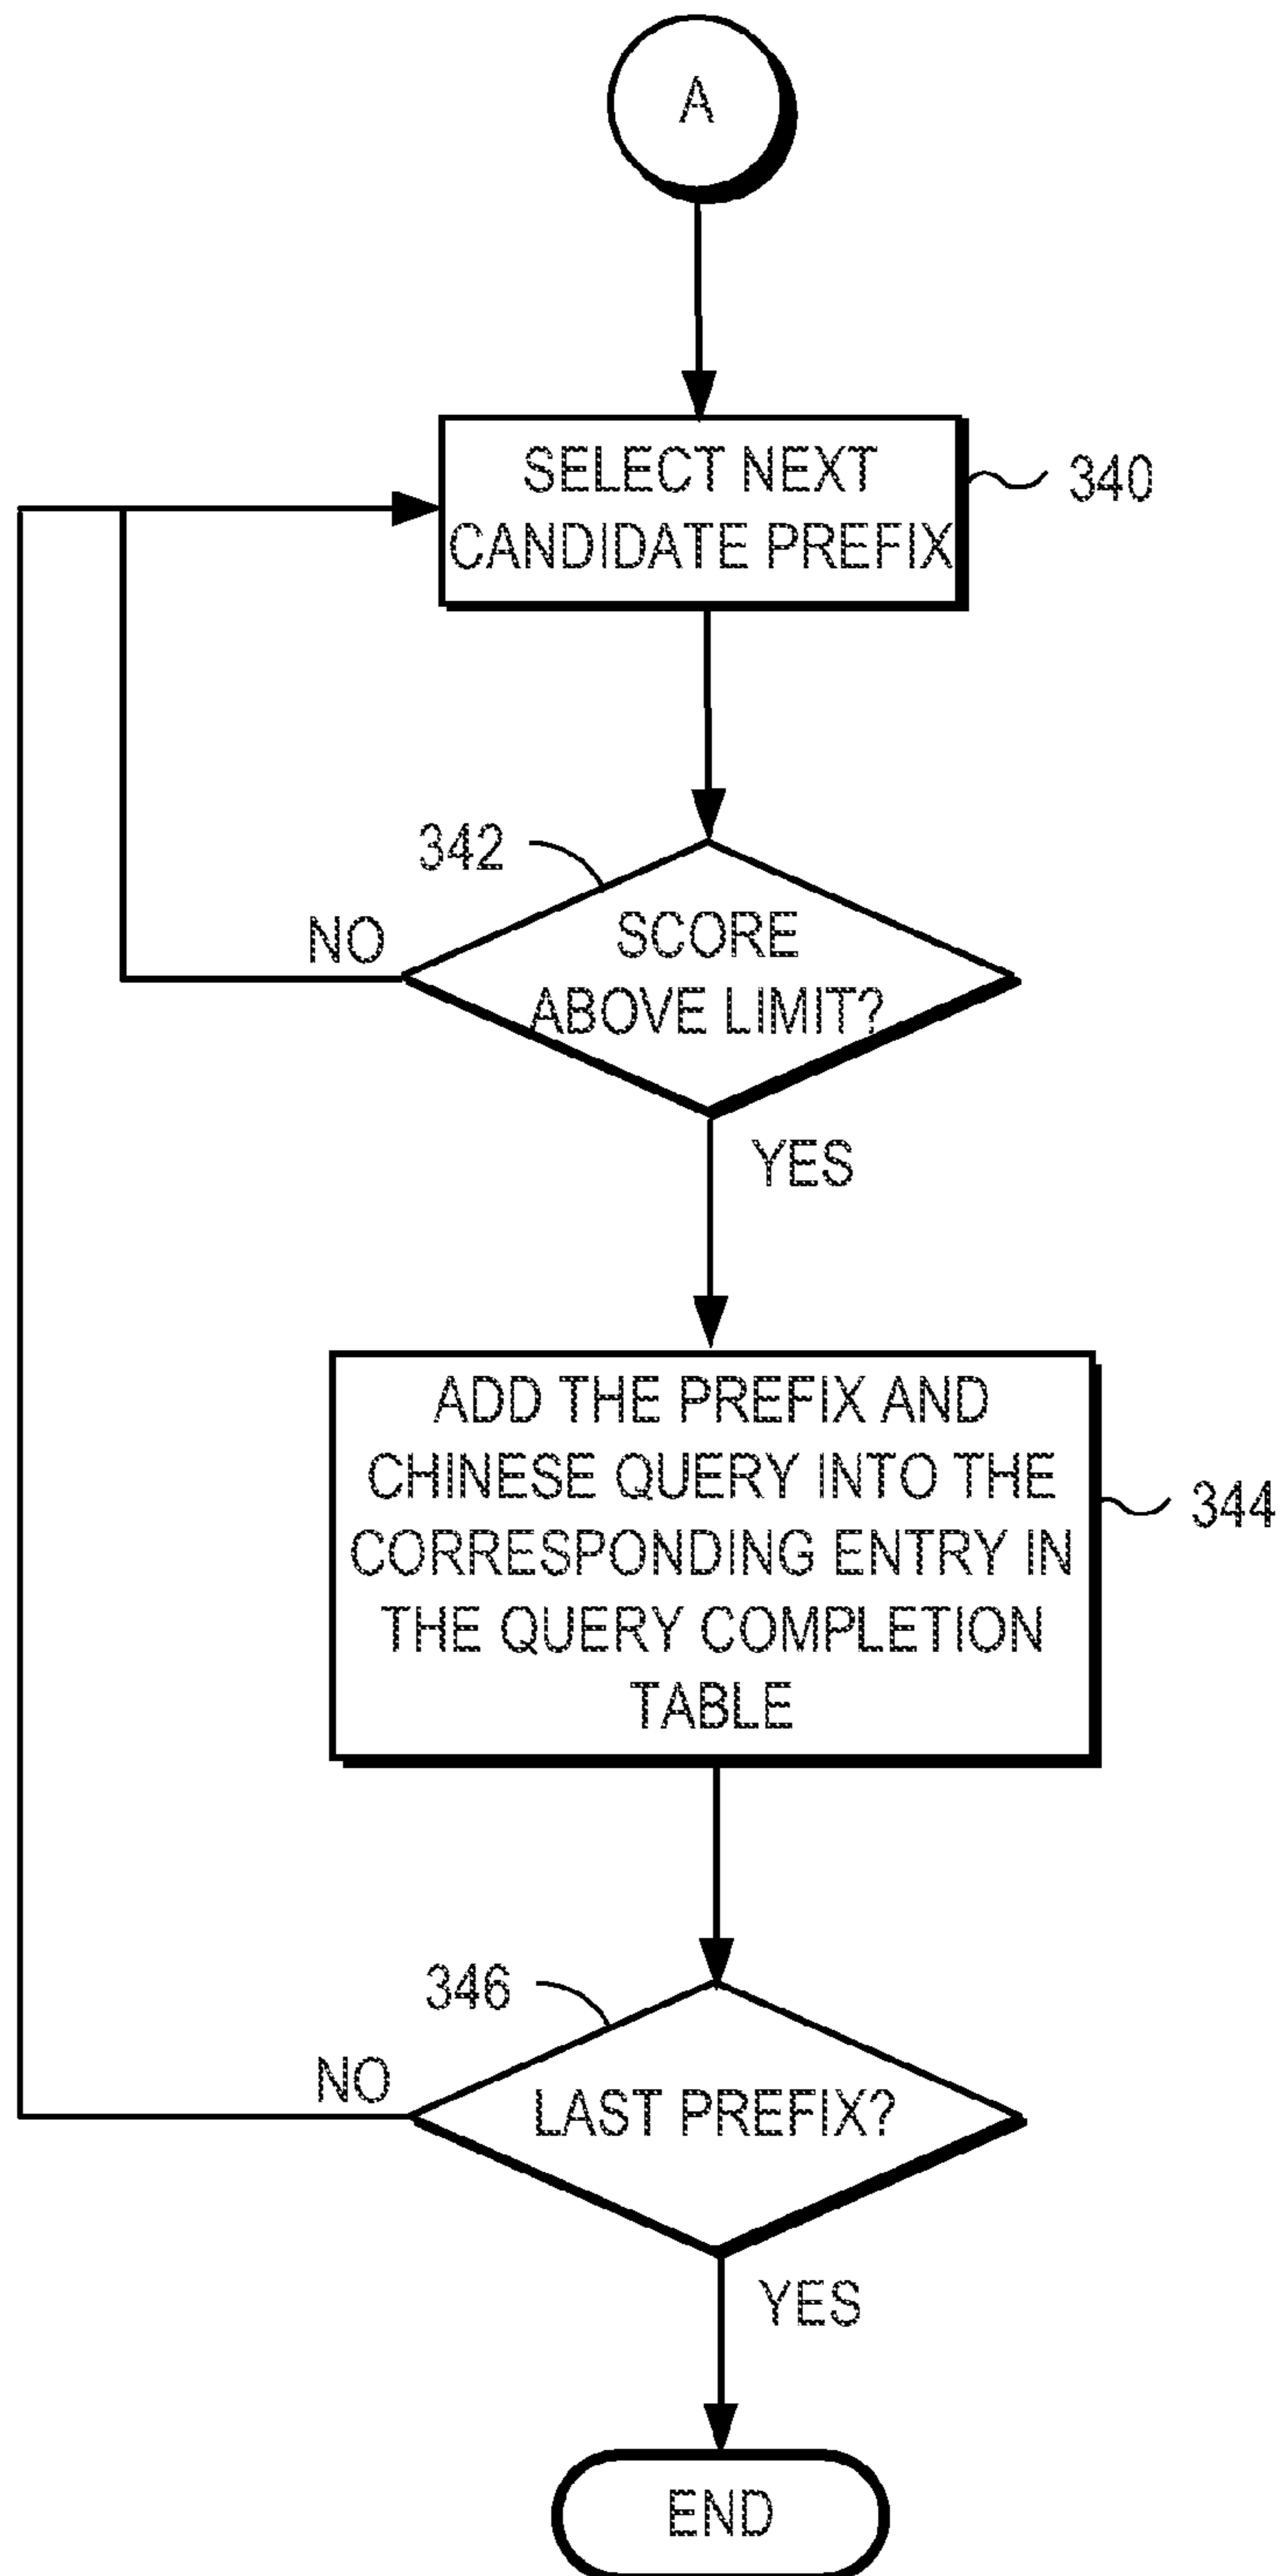 A
SELECT NEXT
CANDIDATE PREFIX
340
342
NO
SCORE
ABOVE LIMIT?
YES
ADD THE PREFIX AND
CHINESE QUERY INTO THE
CORRESPONDING ENTRY IN
THE QUERY COMPLETION
TABLE
344
346
NO
LAST PREFIX?
YES
END